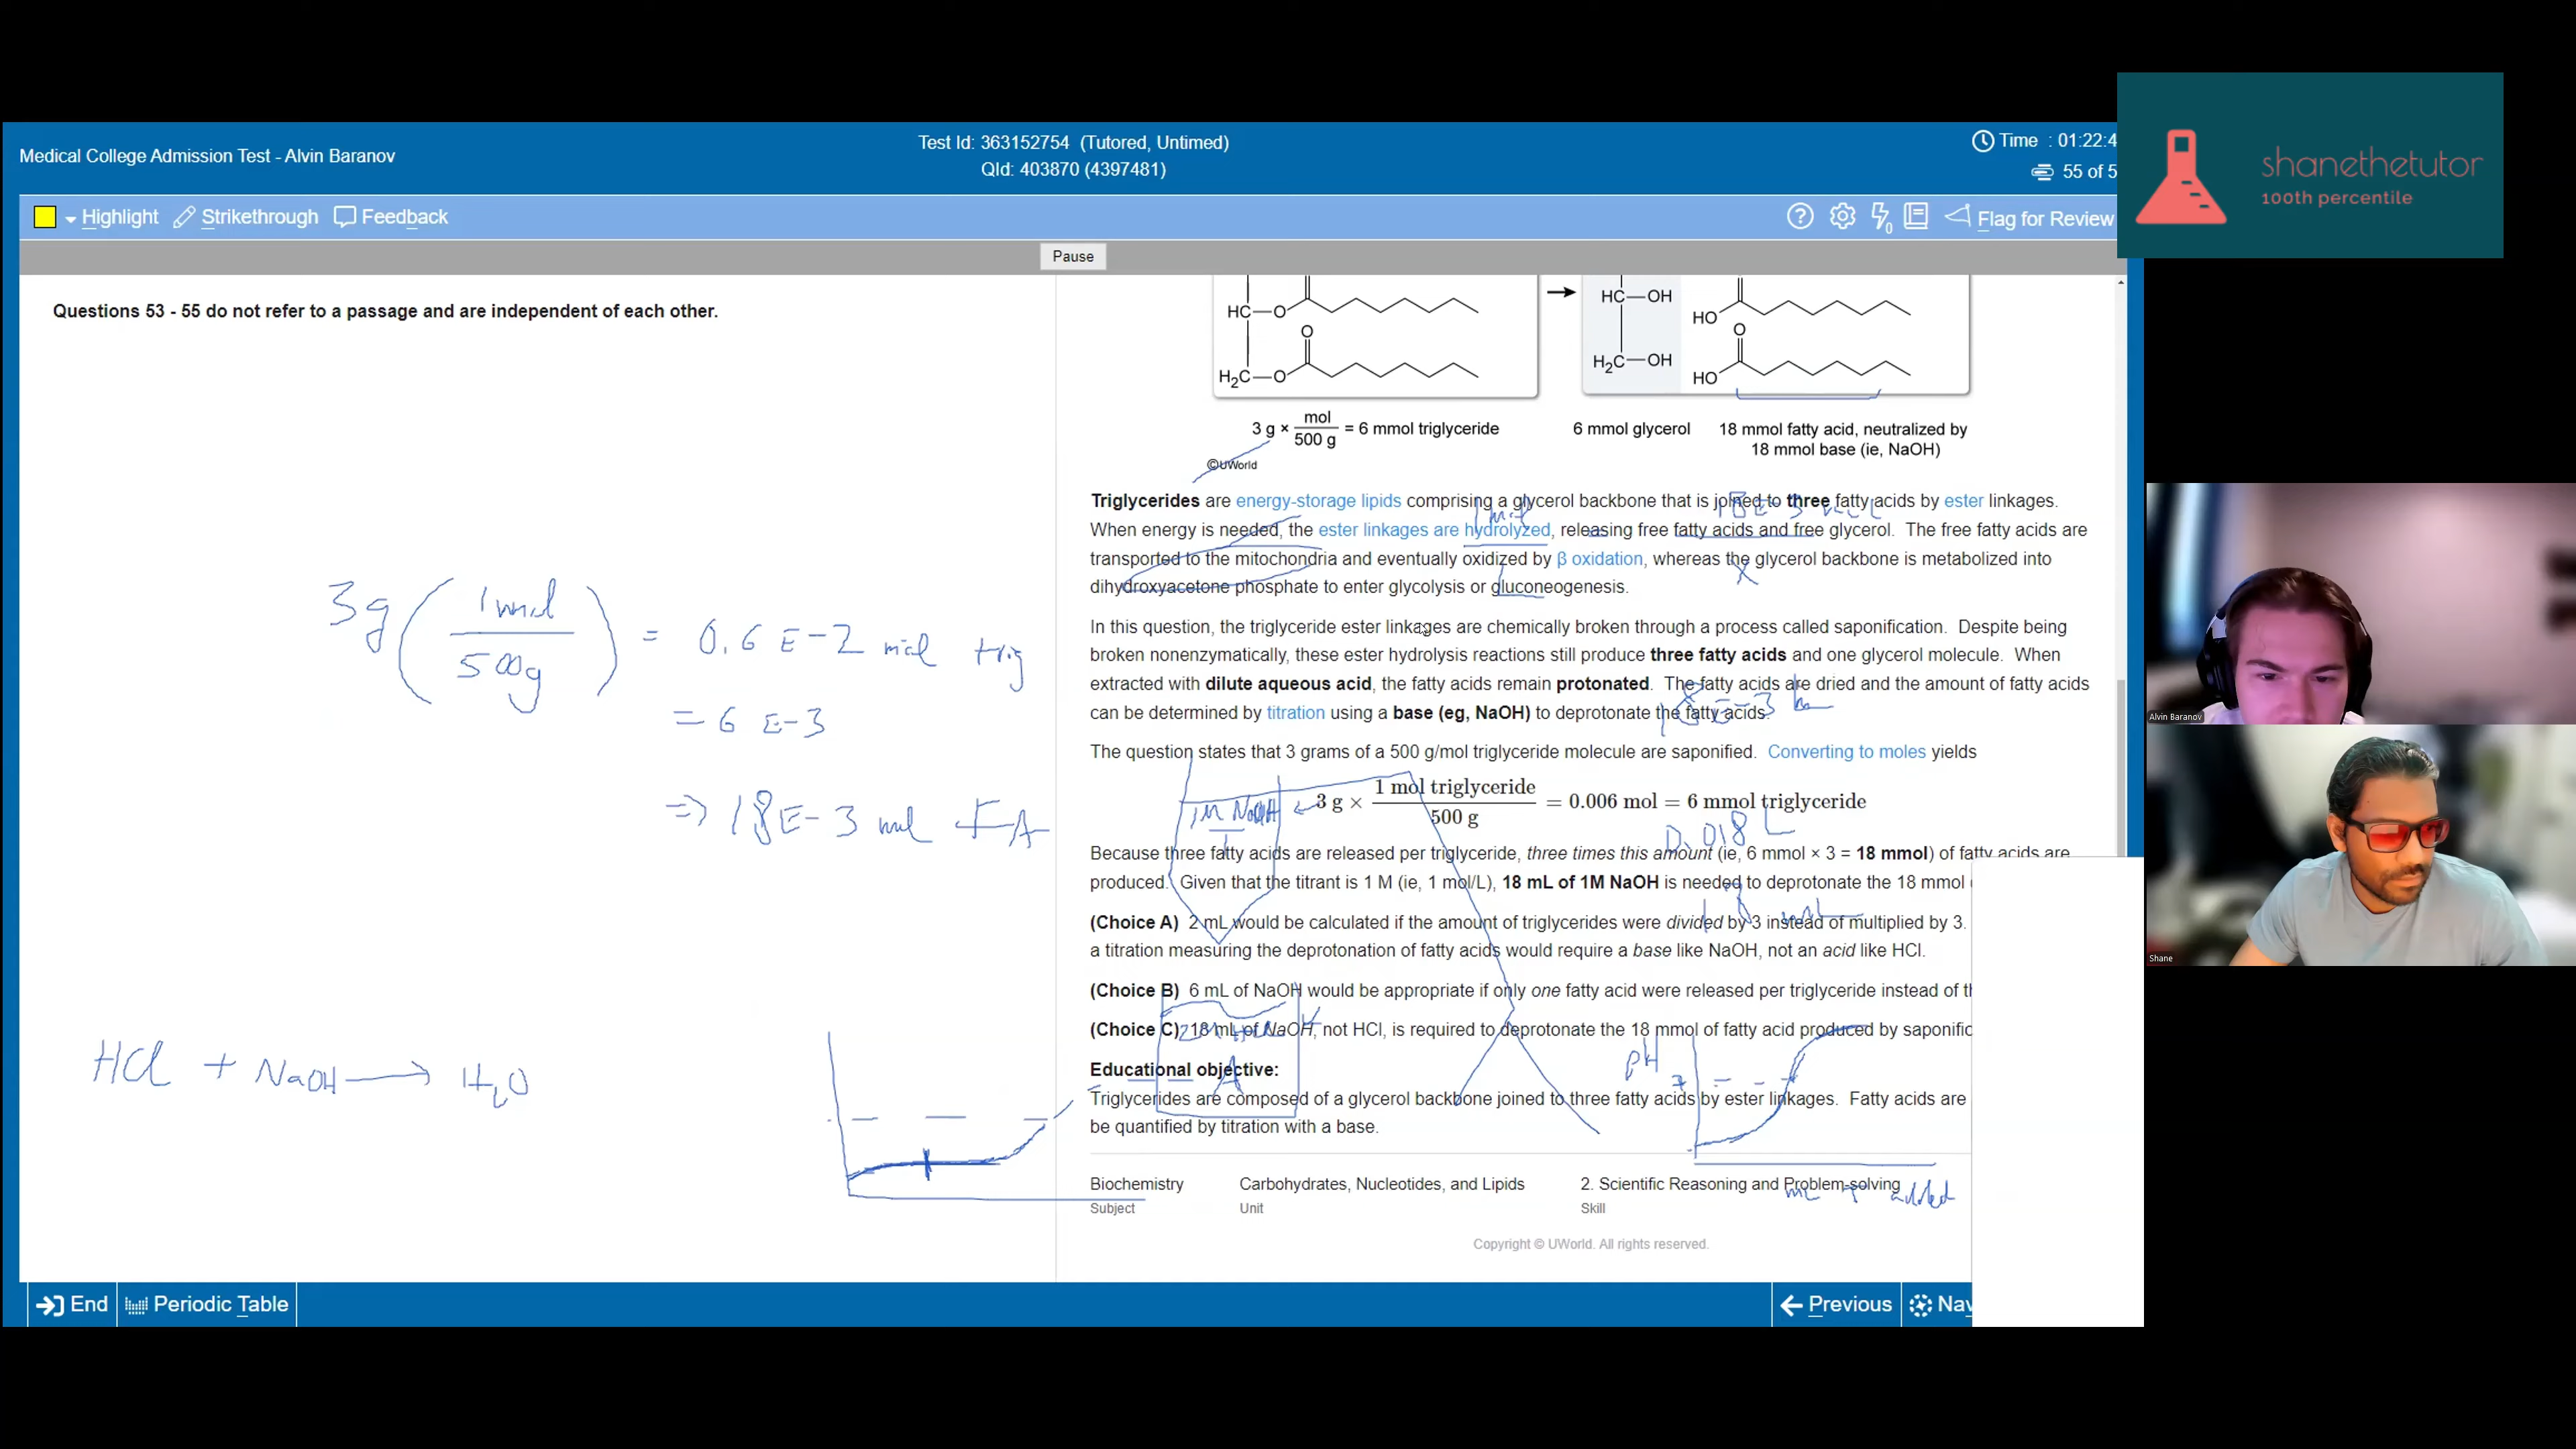 Medical College Admission Test - Alvin Baranov
Test Id: 363152754 (Tutored, Untimed)
QId: 403870 (4397481)
Time : 01:22:4
55 of 5
shanethetutor
100th percentile
Highlight
Strikethrough
Feedback
0
Flag for Review
Pause
Questions 53 - 55 do not refer to a passage and are independent of each other.
HC—O
O
H2C—O
HC—OH
HO
O
H2C—OH
HO
3 g × mol / 500 g = 6 mmol triglyceride
6 mmol glycerol
18 mmol fatty acid, neutralized by
18 mmol base (ie, NaOH)
©UWorld
Triglycerides are energy-storage lipids comprising a glycerol backbone that is joined to three fatty acids by ester linkages.
When energy is needed, the ester linkages are hydrolyzed, releasing free fatty acids and free glycerol. The free fatty acids are
transported to the mitochondria and eventually oxidized by β oxidation, whereas the glycerol backbone is metabolized into
dihydroxyacetone phosphate to enter glycolysis or gluconeogenesis.
In this question, the triglyceride ester linkages are chemically broken through a process called saponification. Despite being
broken nonenzymatically, these ester hydrolysis reactions still produce three fatty acids and one glycerol molecule. When
extracted with dilute aqueous acid, the fatty acids remain protonated. The fatty acids are dried and the amount of fatty acids
can be determined by titration using a base (eg, NaOH) to deprotonate the fatty acids.
The question states that 3 grams of a 500 g/mol triglyceride molecule are saponified. Converting to moles yields
3 g × 1 mol triglyceride / 500 g = 0.006 mol = 6 mmol triglyceride
Because three fatty acids are released per triglyceride, three times this amount (ie, 6 mmol × 3 = 18 mmol) of fatty acids are
produced. Given that the titrant is 1 M (ie, 1 mol/L), 18 mL of 1M NaOH is needed to deprotonate the 18 mmol
(Choice A) 2 mL would be calculated if the amount of triglycerides were divided by 3 instead of multiplied by 3.
a titration measuring the deprotonation of fatty acids would require a base like NaOH, not an acid like HCl.
(Choice B) 6 mL of NaOH would be appropriate if only one fatty acid were released per triglyceride instead of th
(Choice C) 18 mL of NaOH, not HCl, is required to deprotonate the 18 mmol of fatty acid produced by saponific
Educational objective:
Triglycerides are composed of a glycerol backbone joined to three fatty acids by ester linkages. Fatty acids are
be quantified by titration with a base.
Biochemistry
Subject
Carbohydrates, Nucleotides, and Lipids
Unit
2. Scientific Reasoning and Problem-solving
Skill
Copyright © UWorld. All rights reserved.
3g ( 1 mol / 500g ) = 0.6 E-2 mol trig
= 6 E-3
=> 18E-3 mol FA
HCl + NaOH → H2O
1 mol
18E-3
1M NaOH
0.018 L
18 mL
A
pH
7
mL T added
Alvin Baranov
Shane
End
Periodic Table
Previous
Nav